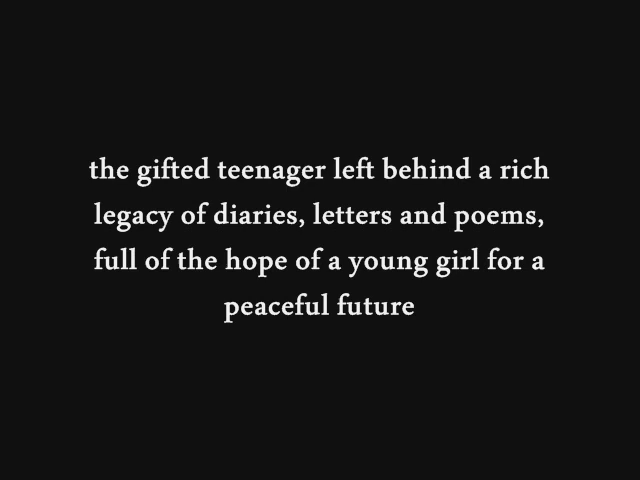 the gifted teenager left behind a rich
legacy of diaries, letters and poems,
full of the hope of a young girl for a
peaceful future